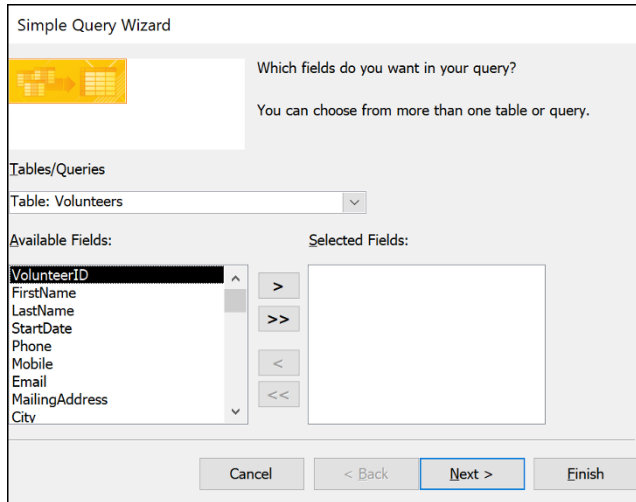 Simple Query Wizard
Which fields do you want in your query?
You can choose from more than one table or query.
Tables/Queries
Table: Volunteers
Available Fields:
Selected Fields:
VolunteerID
FirstName
LastName
StartDate
Phone
Mobile
Email
MailingAddress
City
>
>>
<
<<
Cancel
< Back
Next >
Finish